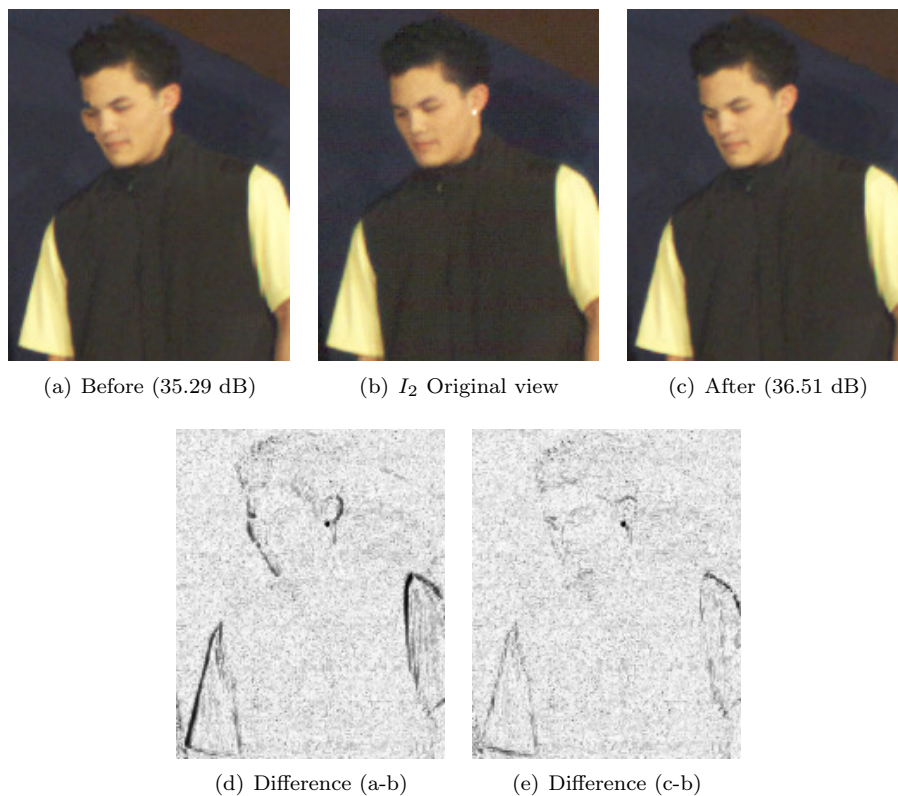 (a) Before (35.29 dB)
(b) I₂ Original view
(c) After (36.51 dB)
(d) Difference (a-b)
(e) Difference (c-b)